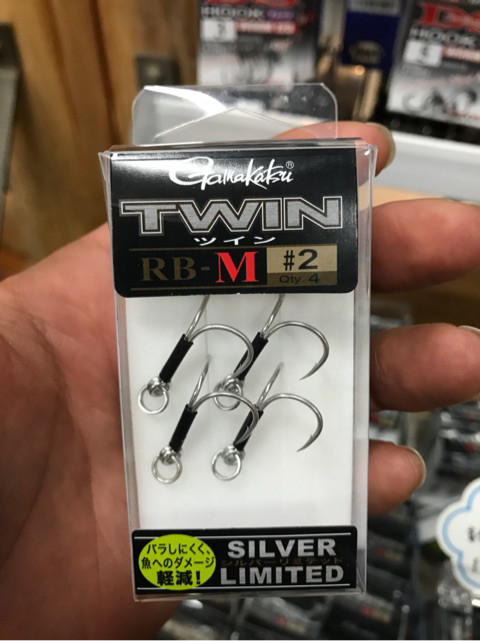 Gamakatsu®
TWIN
ツイン
RB-M #2
Qty. 4
バラしにくく、
魚へのダメージ
軽減!
SILVER
シルバーリミテッド
LIMITED